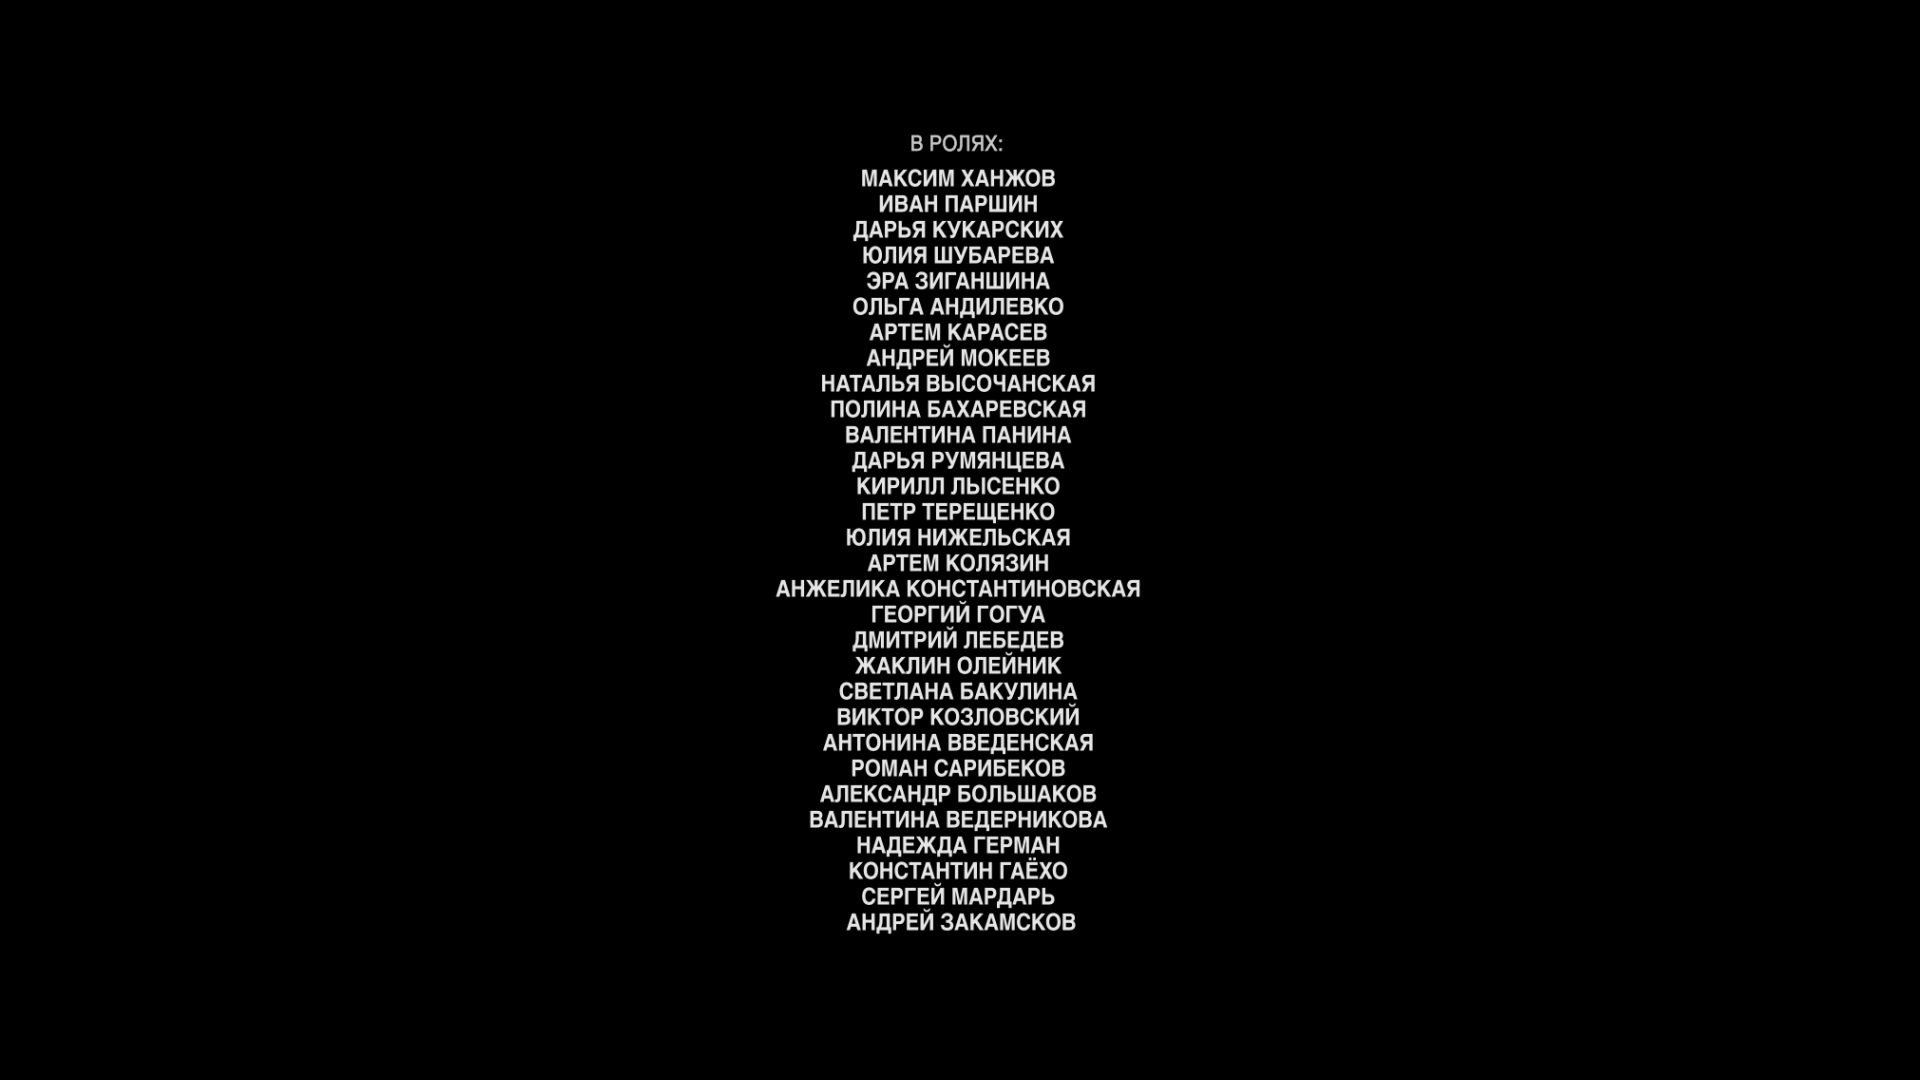 В РОЛЯХ:
МАКСИМ ХАНЖОВ
ИВАН ПАРШИН
ДАРЬЯ КУКАРСКИХ
ЮЛИЯ ШУБАРЕВА
ЭРА ЗИГАНШИНА
ОЛЬГА АНДИЛЕВКО
АРТЕМ КАРАСЕВ
АНДРЕЙ МОКЕЕВ
НАТАЛЬЯ ВЫСОЧАНСКАЯ
ПОЛИНА БАХАРЕВСКАЯ
ВАЛЕНТИНА ПАНИНА
ДАРЬЯ РУМЯНЦЕВА
КИРИЛЛ ЛЫСЕНКО
ПЕТР ТЕРЕЩЕНКО
ЮЛИЯ НИЖЕЛЬСКАЯ
АРТЕМ КОЛЯЗИН
АНЖЕЛИКА КОНСТАНТИНОВСКАЯ
ГЕОРГИЙ ГОГУА
ДМИТРИЙ ЛЕБЕДЕВ
ЖАКЛИН ОЛЕЙНИК
СВЕТЛАНА БАКУЛИНА
ВИКТОР КОЗЛОВСКИЙ
АНТОНИНА ВВЕДЕНСКАЯ
РОМАН САРИБЕКОВ
АЛЕКСАНДР БОЛЬШАКОВ
ВАЛЕНТИНА ВЕДЕРНИКОВА
НАДЕЖДА ГЕРМАН
КОНСТАНТИН ГАЁХО
СЕРГЕЙ МАРДАРЬ
АНДРЕЙ ЗАКАМСКОВ